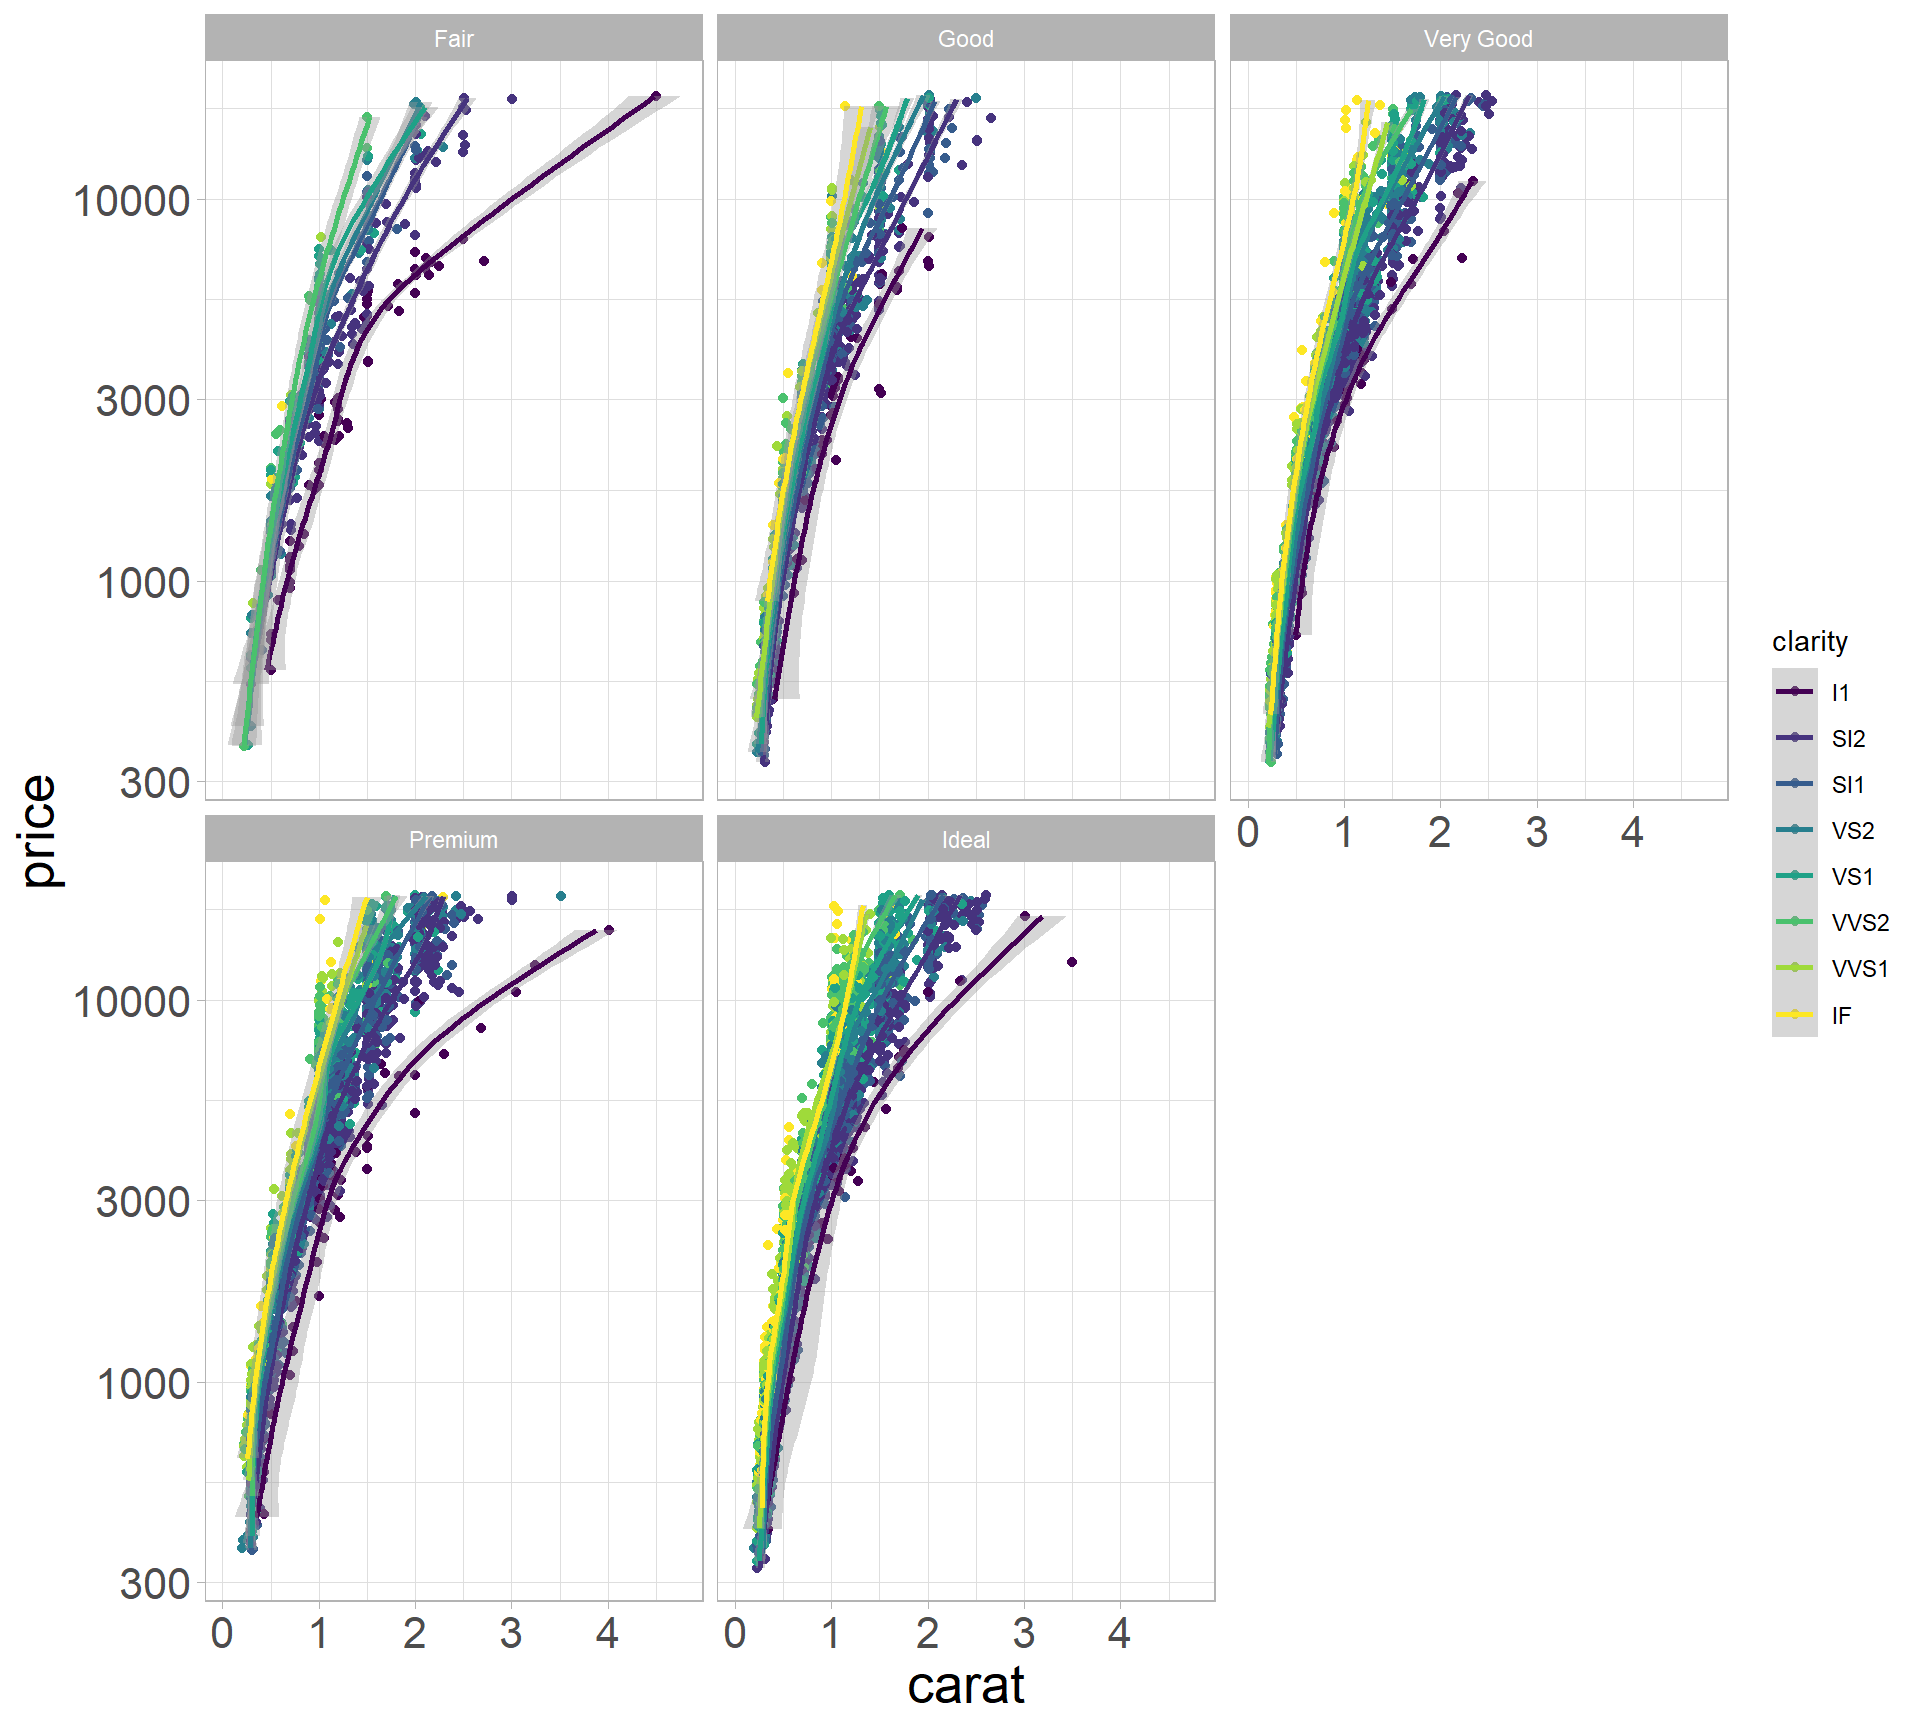 Fair
Good
Very Good
10000
3000
1000
300
0 1 2 3 4
Premium
Ideal
10000
3000
1000
300
0 1 2 3 4
0 1 2 3 4
price
carat
clarity
I1
SI2
SI1
VS2
VS1
VVS2
VVS1
IF